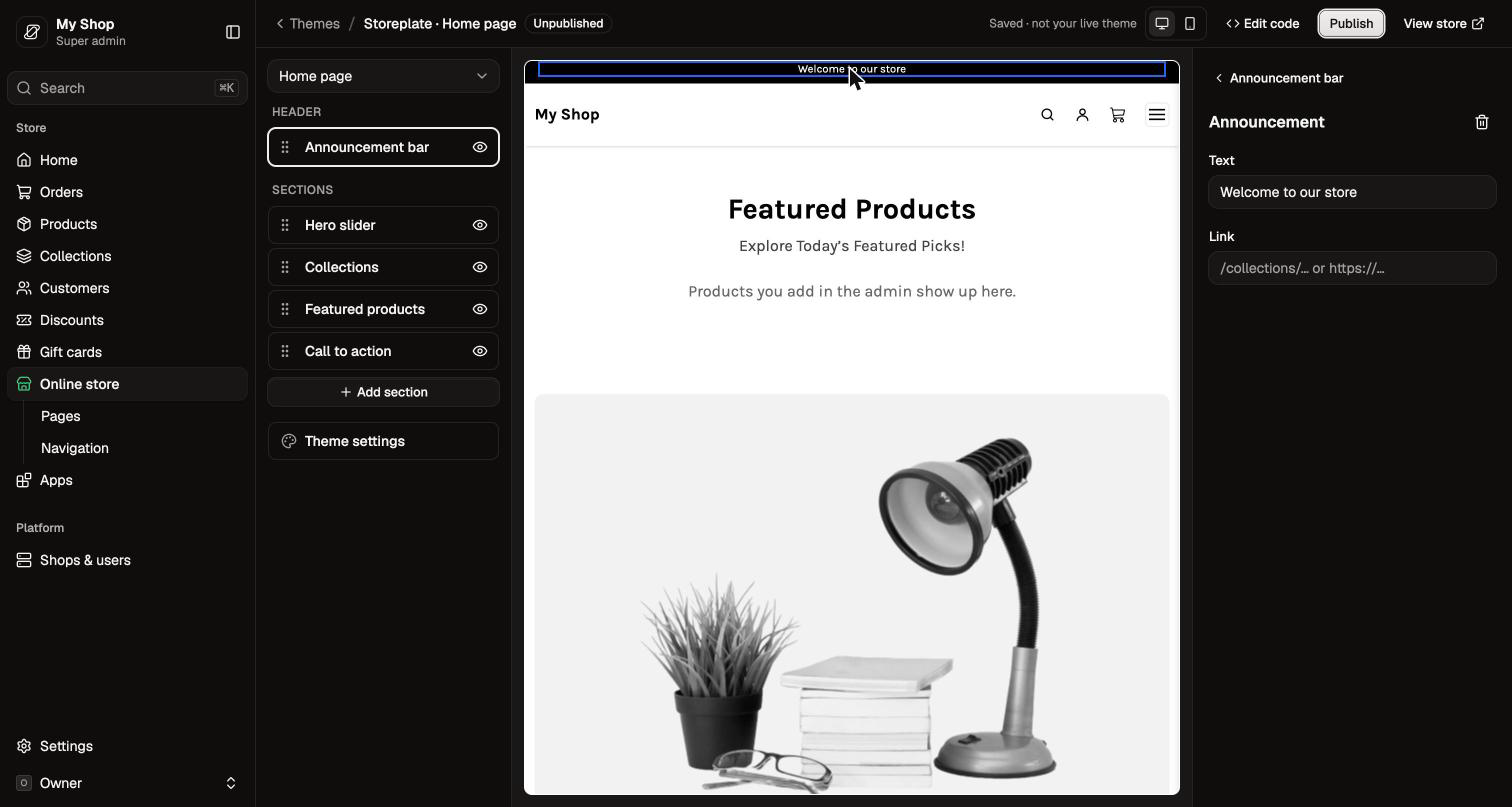 My Shop
Super admin
Search
⌘K
Store
Home
Orders
Products
Collections
Customers
Discounts
Gift cards
Online store
Pages
Navigation
Apps
Platform
Shops & users
Settings
O
Owner
Themes / Storeplate · Home page
Unpublished
Saved · not your live theme
Edit code
Publish
View store
Home page
HEADER
Announcement bar
SECTIONS
Hero slider
Collections
Featured products
Call to action
+ Add section
Theme settings
Welcome to our store
My Shop
Featured Products
Explore Today's Featured Picks!
Products you add in the admin show up here.
Announcement bar
Announcement
Text
Welcome to our store
Link
/collections/... or https://...